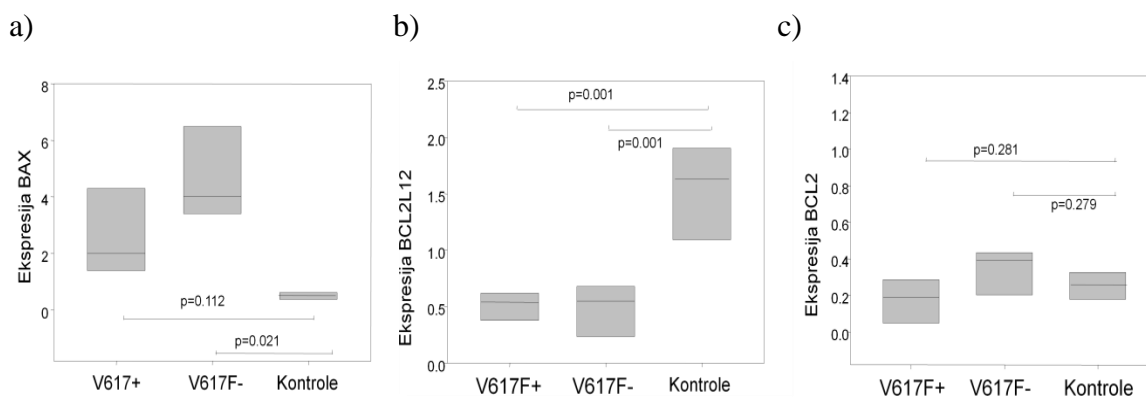 a)
8
6
4
2
0
Ekspresija BAX
p=0.112
p=0.021
V617+ V617F- Kontrole
b)
2.5
2.0
1.5
1.0
0.5
0.0
Ekspresija BCL2L12
p=0.001
p=0.001
V617F+ V617F- Kontrole
c)
1.4
1.2
1.0
0.8
0.6
0.4
0.2
0.0
Ekspresija BCL2
p=0.281
p=0.279
V617F+ V617F- Kontrole